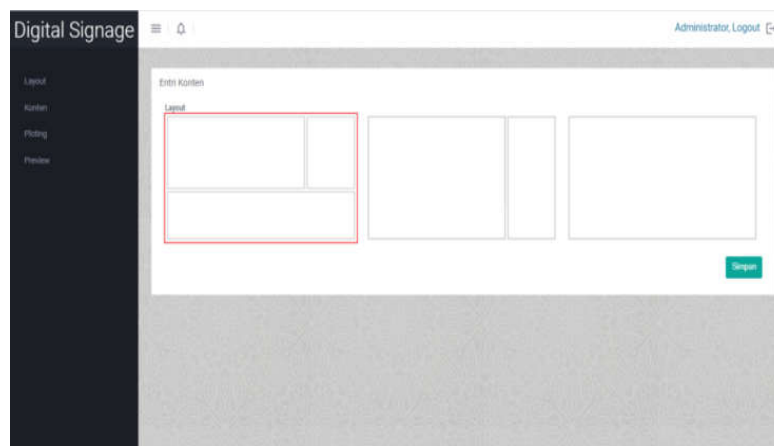 Digital Signage
Administrator, Logout
Layout
Konten
Ploting
Preview
Entri Konten
Layout
Simpan